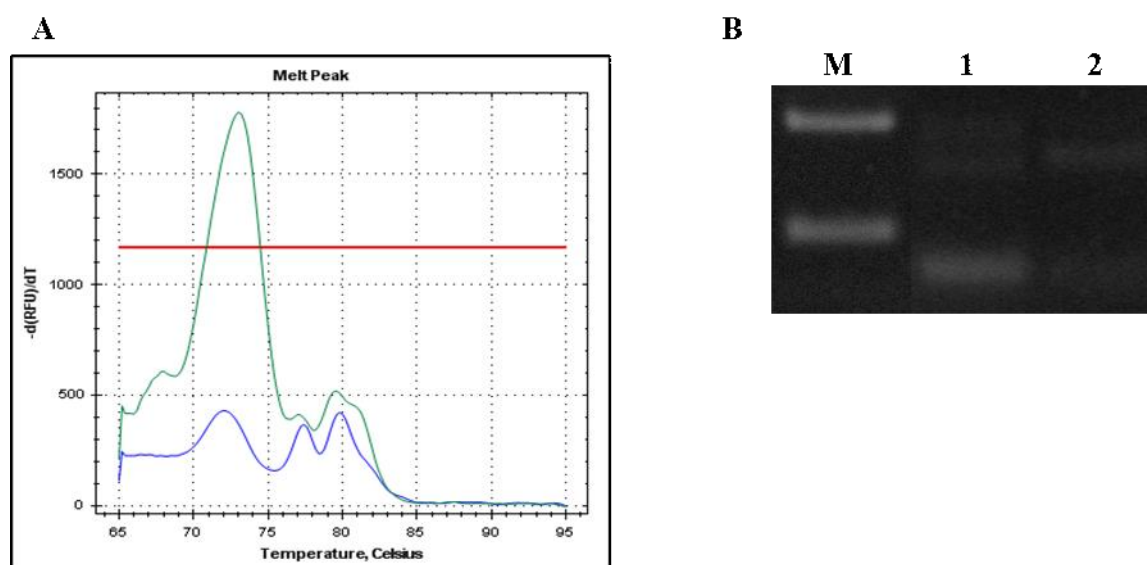 A
Melt Peak
1500
1000
500
0
-d(RFU)/dT
65 70 75 80 85 90 95
Temperature, Celsius
B
M 1 2